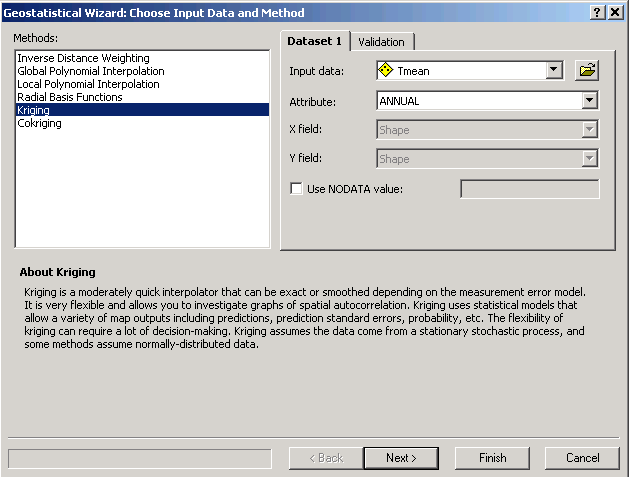 Geostatistical Wizard: Choose Input Data and Method
Methods:
Inverse Distance Weighting
Global Polynomial Interpolation
Local Polynomial Interpolation
Radial Basis Functions
Kriging
Cokriging
Dataset 1
Validation
Input data:
Tmean
Attribute:
ANNUAL
X field:
Shape
Y field:
Shape
Use NODATA value:
About Kriging
Kriging is a moderately quick interpolator that can be exact or smoothed depending on the measurement error model.
It is very flexible and allows you to investigate graphs of spatial autocorrelation. Kriging uses statistical models that
allow a variety of map outputs including predictions, prediction standard errors, probability, etc. The flexibility of
kriging can require a lot of decision-making. Kriging assumes the data come from a stationary stochastic process, and
some methods assume normally-distributed data.
< Back
Next >
Finish
Cancel